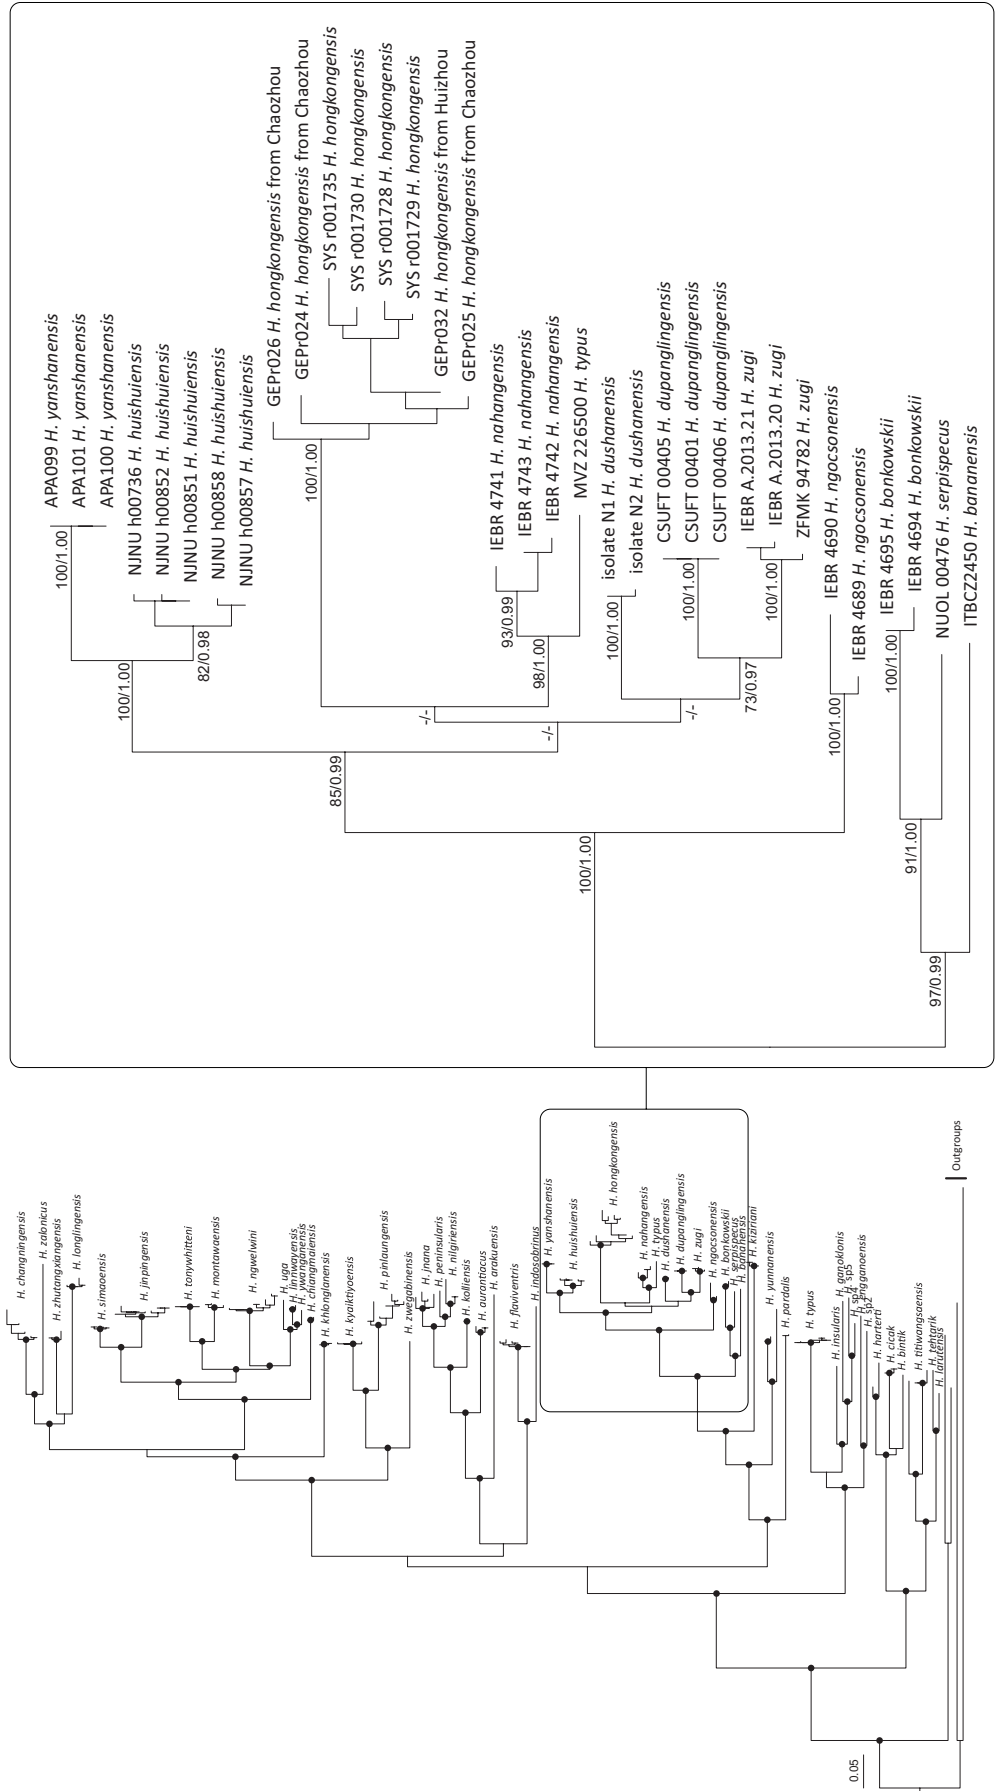 APA099 H. yanshanensis
APA101 H. yanshanensis
APA100 H. yanshanensis
100/1.00
NJNU h00736 H. huishuiensis
NJNU h00852 H. huishuiensis
NJNU h00851 H. huishuiensis
NJNU h00858 H. huishuiensis
NJNU h00857 H. huishuiensis
82/0.98
100/1.00
GEPr026 H. hongkongensis from Chaozhou
GEPr024 H. hongkongensis from Chaozhou
SYS r001735 H. hongkongensis
SYS r001730 H. hongkongensis
SYS r001728 H. hongkongensis
SYS r001729 H. hongkongensis
GEPr032 H. hongkongensis from Huizhou
GEPr025 H. hongkongensis from Chaozhou
100/1.00
IEBR 4741 H. nahangensis
IEBR 4743 H. nahangensis
IEBR 4742 H. nahangensis
MVZ 226500 H. typus
93/0.99
98/1.00
-/-
isolate N1 H. dushanensis
isolate N2 H. dushanensis
100/1.00
CSUFT 00405 H. dupanglingensis
CSUFT 00401 H. dupanglingensis
CSUFT 00406 H. dupanglingensis
100/1.00
IEBR A.2013.21 H. zugi
IEBR A.2013.20 H. zugi
ZFMK 94782 H. zugi
100/1.00
73/0.97
-/-
-/-
85/0.99
IEBR 4690 H. ngocsonensis
IEBR 4689 H. ngocsonensis
100/1.00
100/1.00
IEBR 4695 H. bonkowskii
IEBR 4694 H. bonkowskii
100/1.00
NUOL 00476 H. serpispecus
91/1.00
ITBCZ2450 H. bananensis
97/0.99
H. changningensis
H. zabonicus
H. zhutangxiangensis
H. longlingensis
H. simaoensis
H. jinpingensis
H. tonywhitteni
H. montawaensis
H. ngwelwini
H. uga
H. linnwayensis
H. ywanganensis
H. changmaiensis
H. khlonglanensis
H. kyaiktiyoensis
H. pinlaungensis
H. zwegabinensis
H. jnana
H. peninsularis
H. nilgiriensis
H. kolliensis
H. aurantiacus
H. arakuensis
H. flaviventris
H. indosobrinus
H. yanshanensis
H. huishuiensis
H. hongkongensis
H. nahangensis
H. typus
H. dushanensis
H. dupanglingensis
H. zugi
H. ngocsonensis
H. bonkowskii
H. serpispecus
H. bananensis
H. kiziriani
H. yunnanensis
H. pardalis
H. typus
H. insularis
H. ganoklonis
H. sp5
H. sp4
H. engganoensis
H. sp2
H. harterti
H. cicak
H. bintik
H. titiwangsaensis
H. tehtarik
H. larutensis
Outgroups
0.05